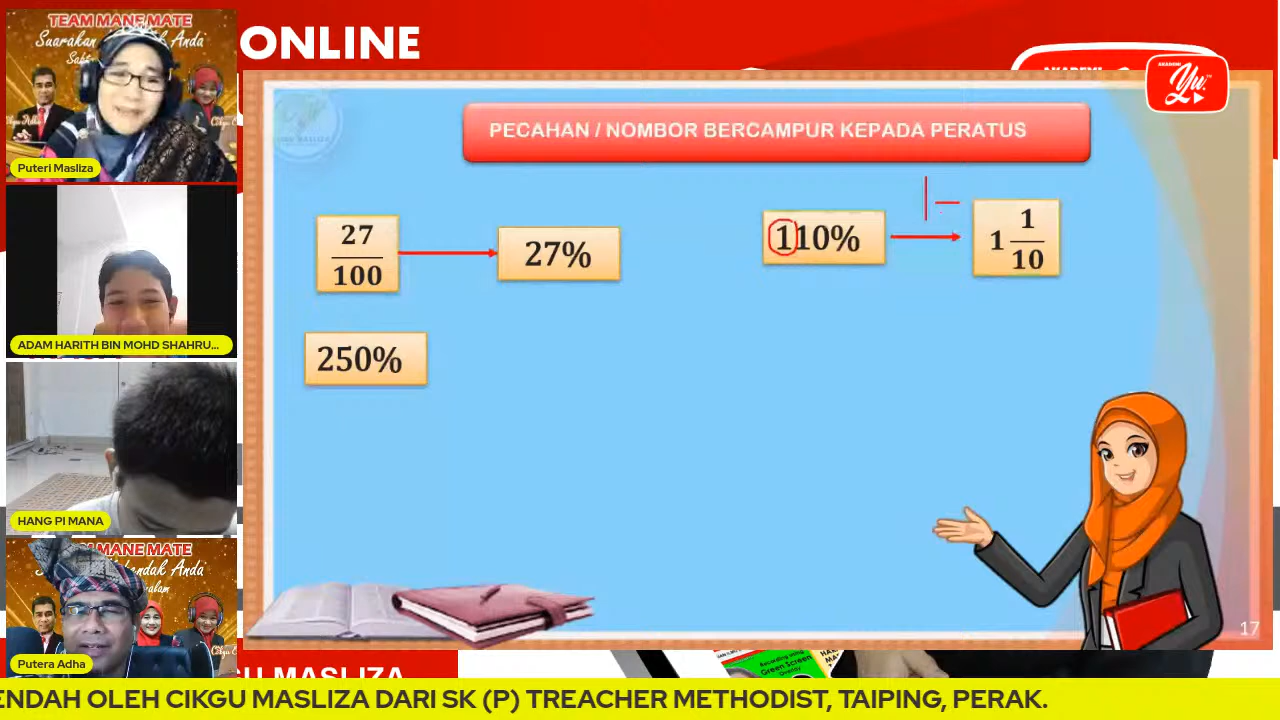 ONLINE
TEAM MANE MATE
Puteri Masliza
ADAM HARITH BIN MOHD SHAHRU...
HANG PI MANA
Putera Adha
PECAHAN / NOMBOR BERCAMPUR KEPADA PERATUS
27
100
27%
110%
1 1
10
250%
17
Green Screen
ENDAH OLEH CIKGU MASLIZA DARI SK (P) TREACHER METHODIST, TAIPING, PERAK.